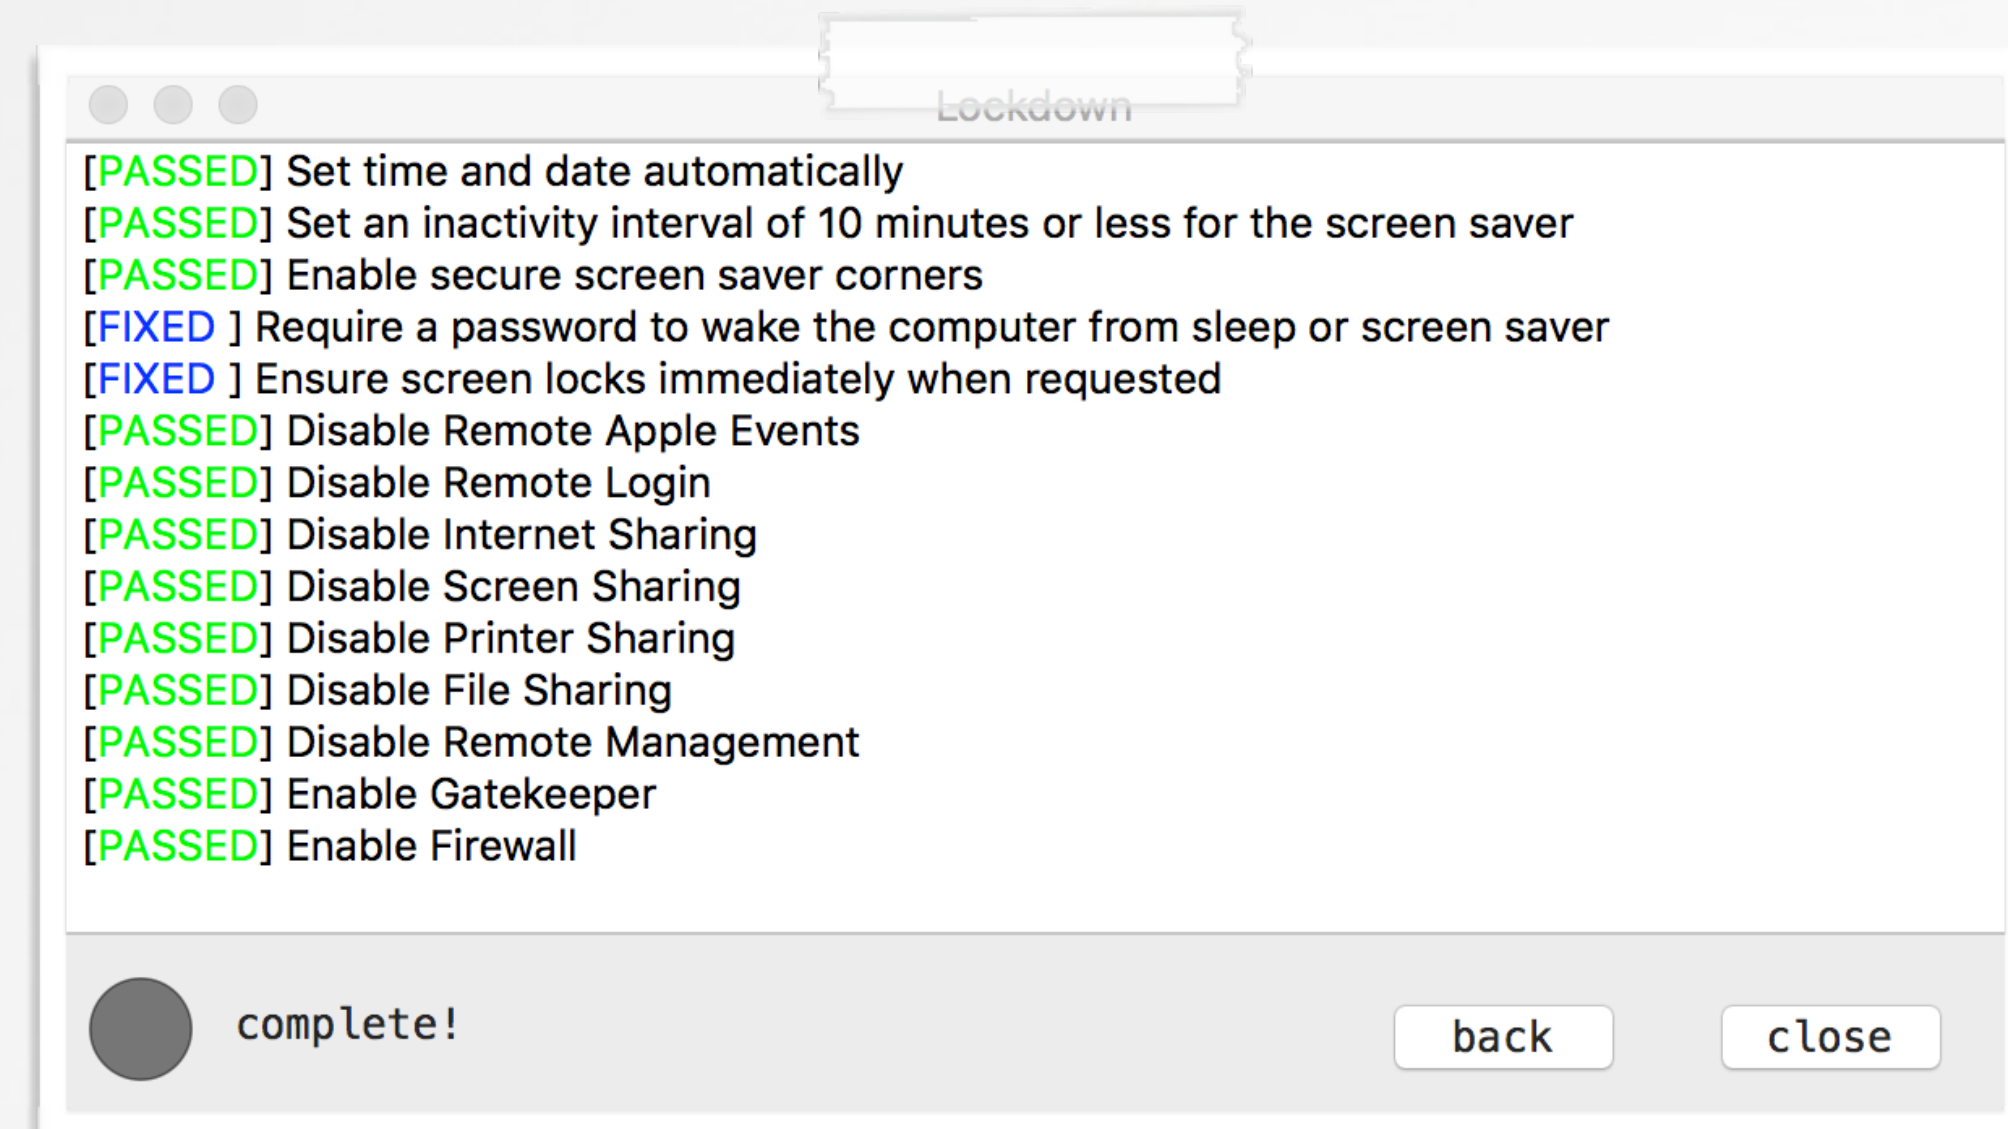 Lockdown
[PASSED] Set time and date automatically
[PASSED] Set an inactivity interval of 10 minutes or less for the screen saver
[PASSED] Enable secure screen saver corners
[FIXED ] Require a password to wake the computer from sleep or screen saver
[FIXED ] Ensure screen locks immediately when requested
[PASSED] Disable Remote Apple Events
[PASSED] Disable Remote Login
[PASSED] Disable Internet Sharing
[PASSED] Disable Screen Sharing
[PASSED] Disable Printer Sharing
[PASSED] Disable File Sharing
[PASSED] Disable Remote Management
[PASSED] Enable Gatekeeper
[PASSED] Enable Firewall
complete!
back
close